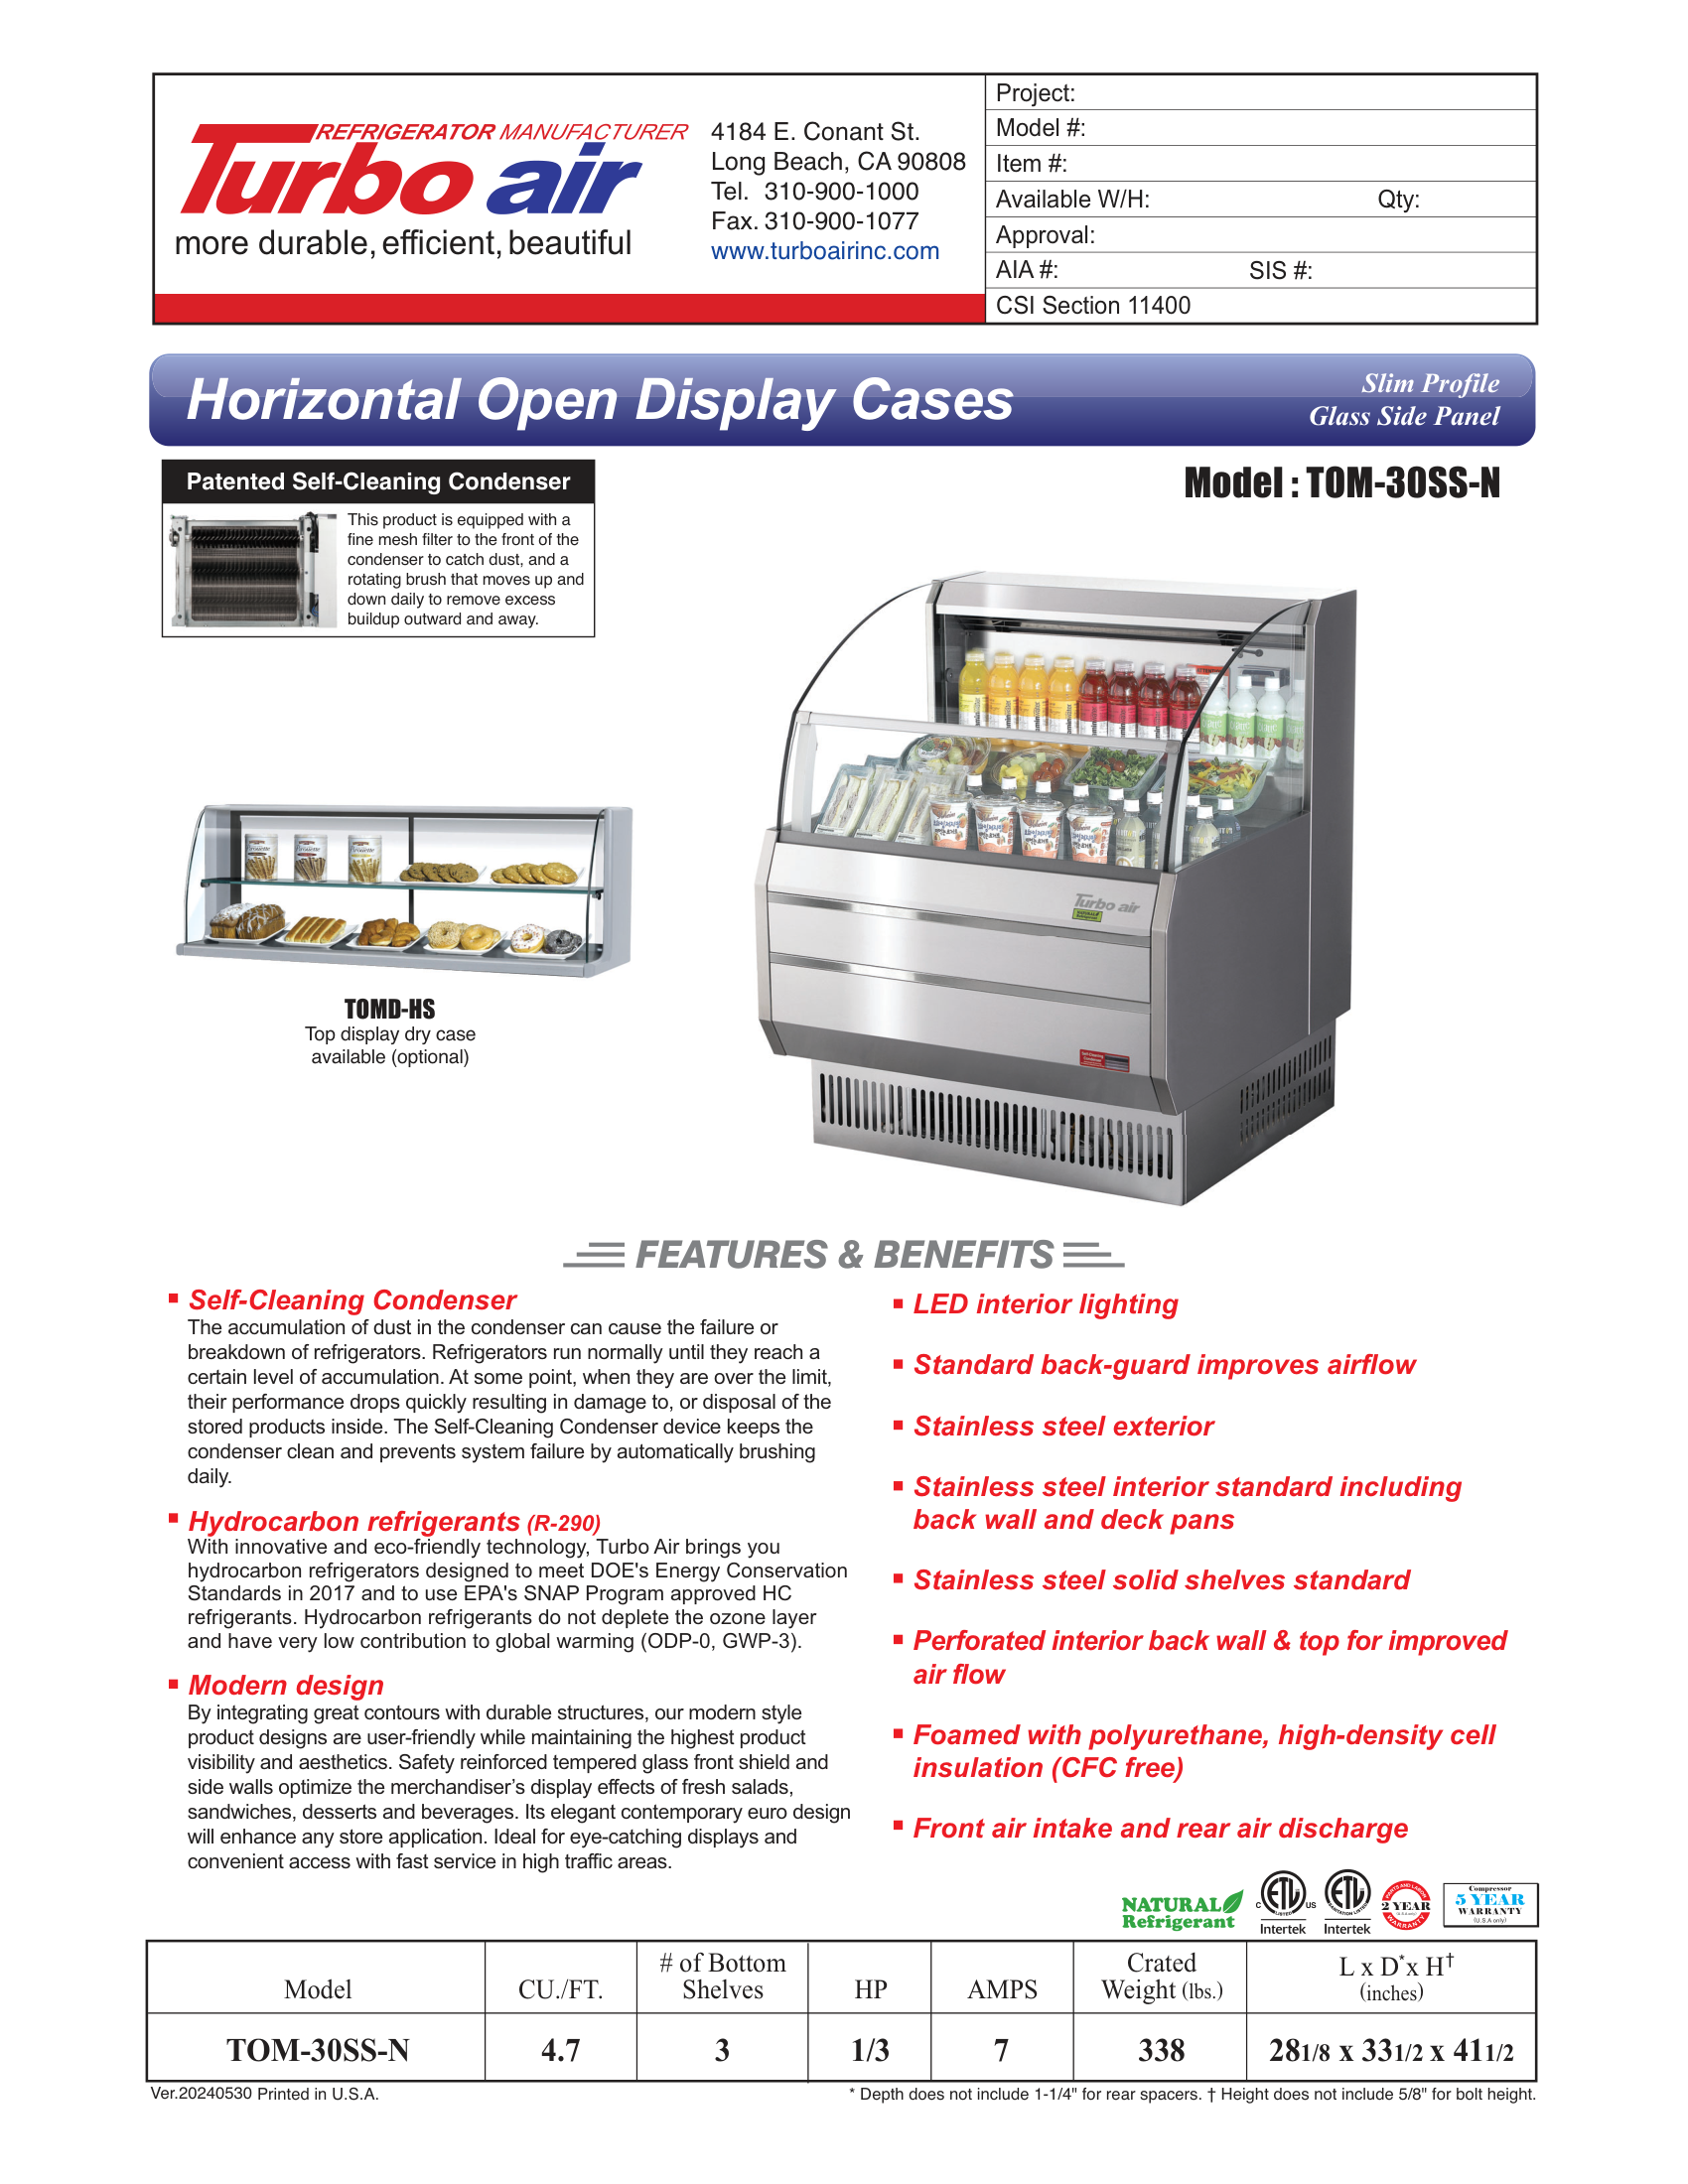 REFRIGERATOR MANUFACTURER
Turbo air
more durable, efficient, beautiful
4184 E. Conant St.
Long Beach, CA 90808
Tel. 310-900-1000
Fax. 310-900-1077
www.turboairinc.com
Project:
Model #:
Item #:
Available W/H: Qty:
Approval:
AIA #: SIS #:
CSI Section 11400
Horizontal Open Display Cases
Slim Profile
Glass Side Panel
Patented Self-Cleaning Condenser
This product is equipped with a
fine mesh filter to the front of the
condenser to catch dust, and a
rotating brush that moves up and
down daily to remove excess
buildup outward and away.
Model : TOM-30SS-N
Turbo air
TOMD-HS
Top display dry case
available (optional)
FEATURES & BENEFITS
▪ Self-Cleaning Condenser
The accumulation of dust in the condenser can cause the failure or
breakdown of refrigerators. Refrigerators run normally until they reach a
certain level of accumulation. At some point, when they are over the limit,
their performance drops quickly resulting in damage to, or disposal of the
stored products inside. The Self-Cleaning Condenser device keeps the
condenser clean and prevents system failure by automatically brushing
daily.
▪ Hydrocarbon refrigerants (R-290)
With innovative and eco-friendly technology, Turbo Air brings you
hydrocarbon refrigerators designed to meet DOE's Energy Conservation
Standards in 2017 and to use EPA's SNAP Program approved HC
refrigerants. Hydrocarbon refrigerants do not deplete the ozone layer
and have very low contribution to global warming (ODP-0, GWP-3).
▪ Modern design
By integrating great contours with durable structures, our modern style
product designs are user-friendly while maintaining the highest product
visibility and aesthetics. Safety reinforced tempered glass front shield and
side walls optimize the merchandiser’s display effects of fresh salads,
sandwiches, desserts and beverages. Its elegant contemporary euro design
will enhance any store application. Ideal for eye-catching displays and
convenient access with fast service in high traffic areas.
▪ LED interior lighting
▪ Standard back-guard improves airflow
▪ Stainless steel exterior
▪ Stainless steel interior standard including
back wall and deck pans
▪ Stainless steel solid shelves standard
▪ Perforated interior back wall & top for improved
air flow
▪ Foamed with polyurethane, high-density cell
insulation (CFC free)
▪ Front air intake and rear air discharge
NATURAL
Refrigerant
C ETL US
LISTED
Intertek
ETL
SANITATION LISTED
Intertek
PARTS AND LABOR
2 YEAR
WARRANTY
Compressor
5 YEAR
WARRANTY
(U.S.A only)
Model CU./FT. # of Bottom Shelves HP AMPS Crated Weight (lbs.) L x D* x H† (inches)
TOM-30SS-N 4.7 3 1/3 7 338 28 1/8 x 33 1/2 x 41 1/2
Ver.20240530 Printed in U.S.A.
* Depth does not include 1-1/4" for rear spacers. † Height does not include 5/8" for bolt height.